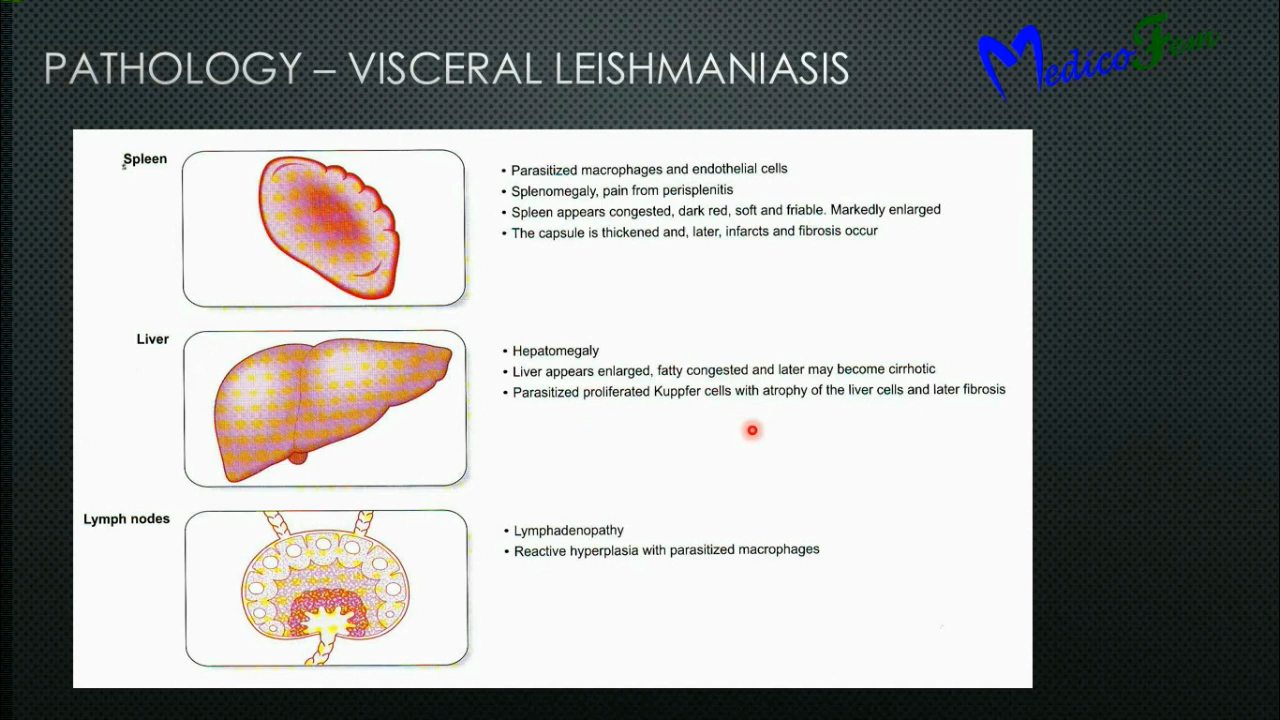 PATHOLOGY – VISCERAL LEISHMANIASIS
MedicoFem
Spleen
• Parasitized macrophages and endothelial cells
• Splenomegaly, pain from perisplenitis
• Spleen appears congested, dark red, soft and friable. Markedly enlarged
• The capsule is thickened and, later, infarcts and fibrosis occur
Liver
• Hepatomegaly
• Liver appears enlarged, fatty congested and later may become cirrhotic
• Parasitized proliferated Kuppfer cells with atrophy of the liver cells and later fibrosis
Lymph nodes
• Lymphadenopathy
• Reactive hyperplasia with parasitized macrophages